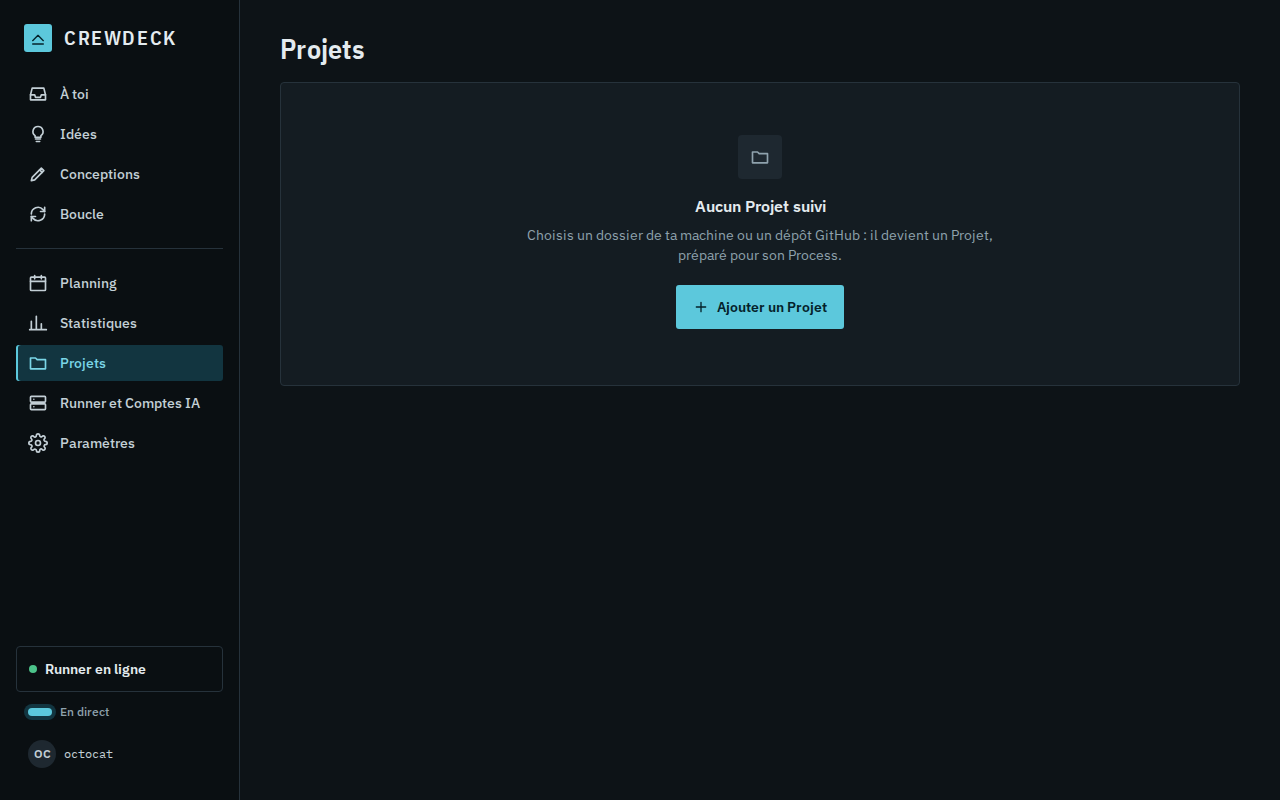 CREWDECK
À toi
Idées
Conceptions
Boucle
Planning
Statistiques
Projets
Runner et Comptes IA
Paramètres
Runner en ligne
En direct
OC octocat
Projets
Aucun Projet suivi
Choisis un dossier de ta machine ou un dépôt GitHub : il devient un Projet,
préparé pour son Process.
Ajouter un Projet